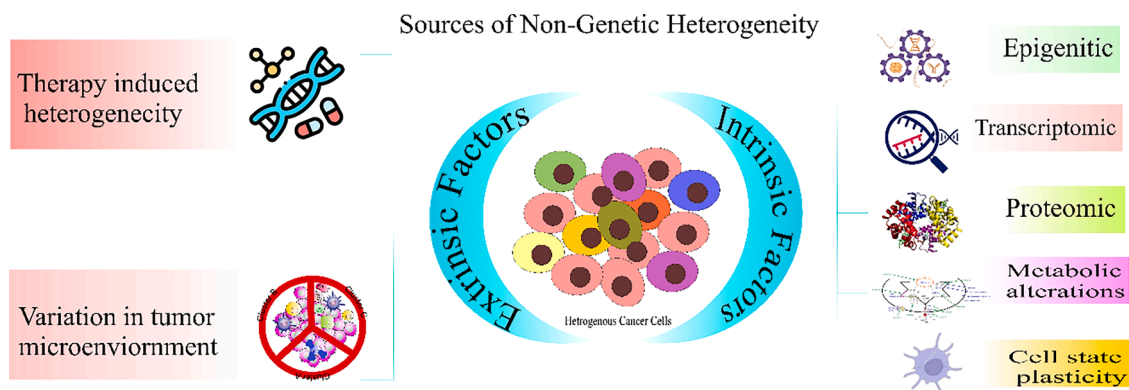 Sources of Non-Genetic Heterogeneity
Therapy induced
heterogenecity
Variation in tumor
microenviornment
Extrinsic Factors
Intrinsic Factors
Hetrogenous Cancer Cells
Cluster A
Epigenitic
Transcriptomic
Proteomic
Metabolic
alterations
Cell state
plasticity